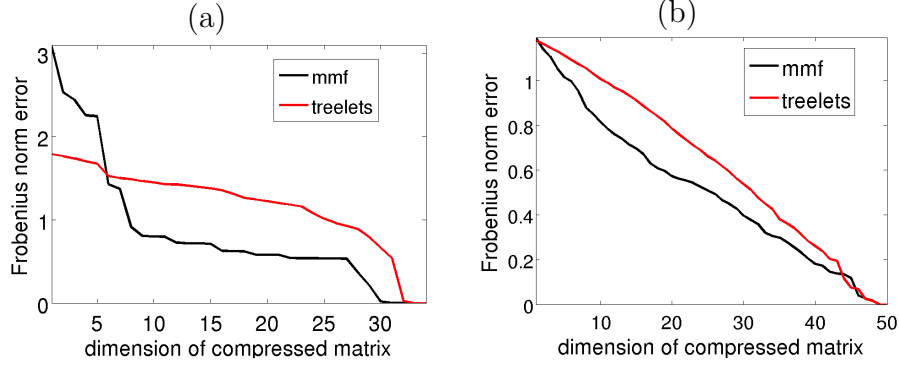 (a)
Frobenius norm error
3
2
1
0
mmf
treelets
5 10 15 20 25 30
dimension of compressed matrix
(b)
Frobenius norm error
1
0.8
0.6
0.4
0.2
0
mmf
treelets
10 20 30 40 50
dimension of compressed matrix